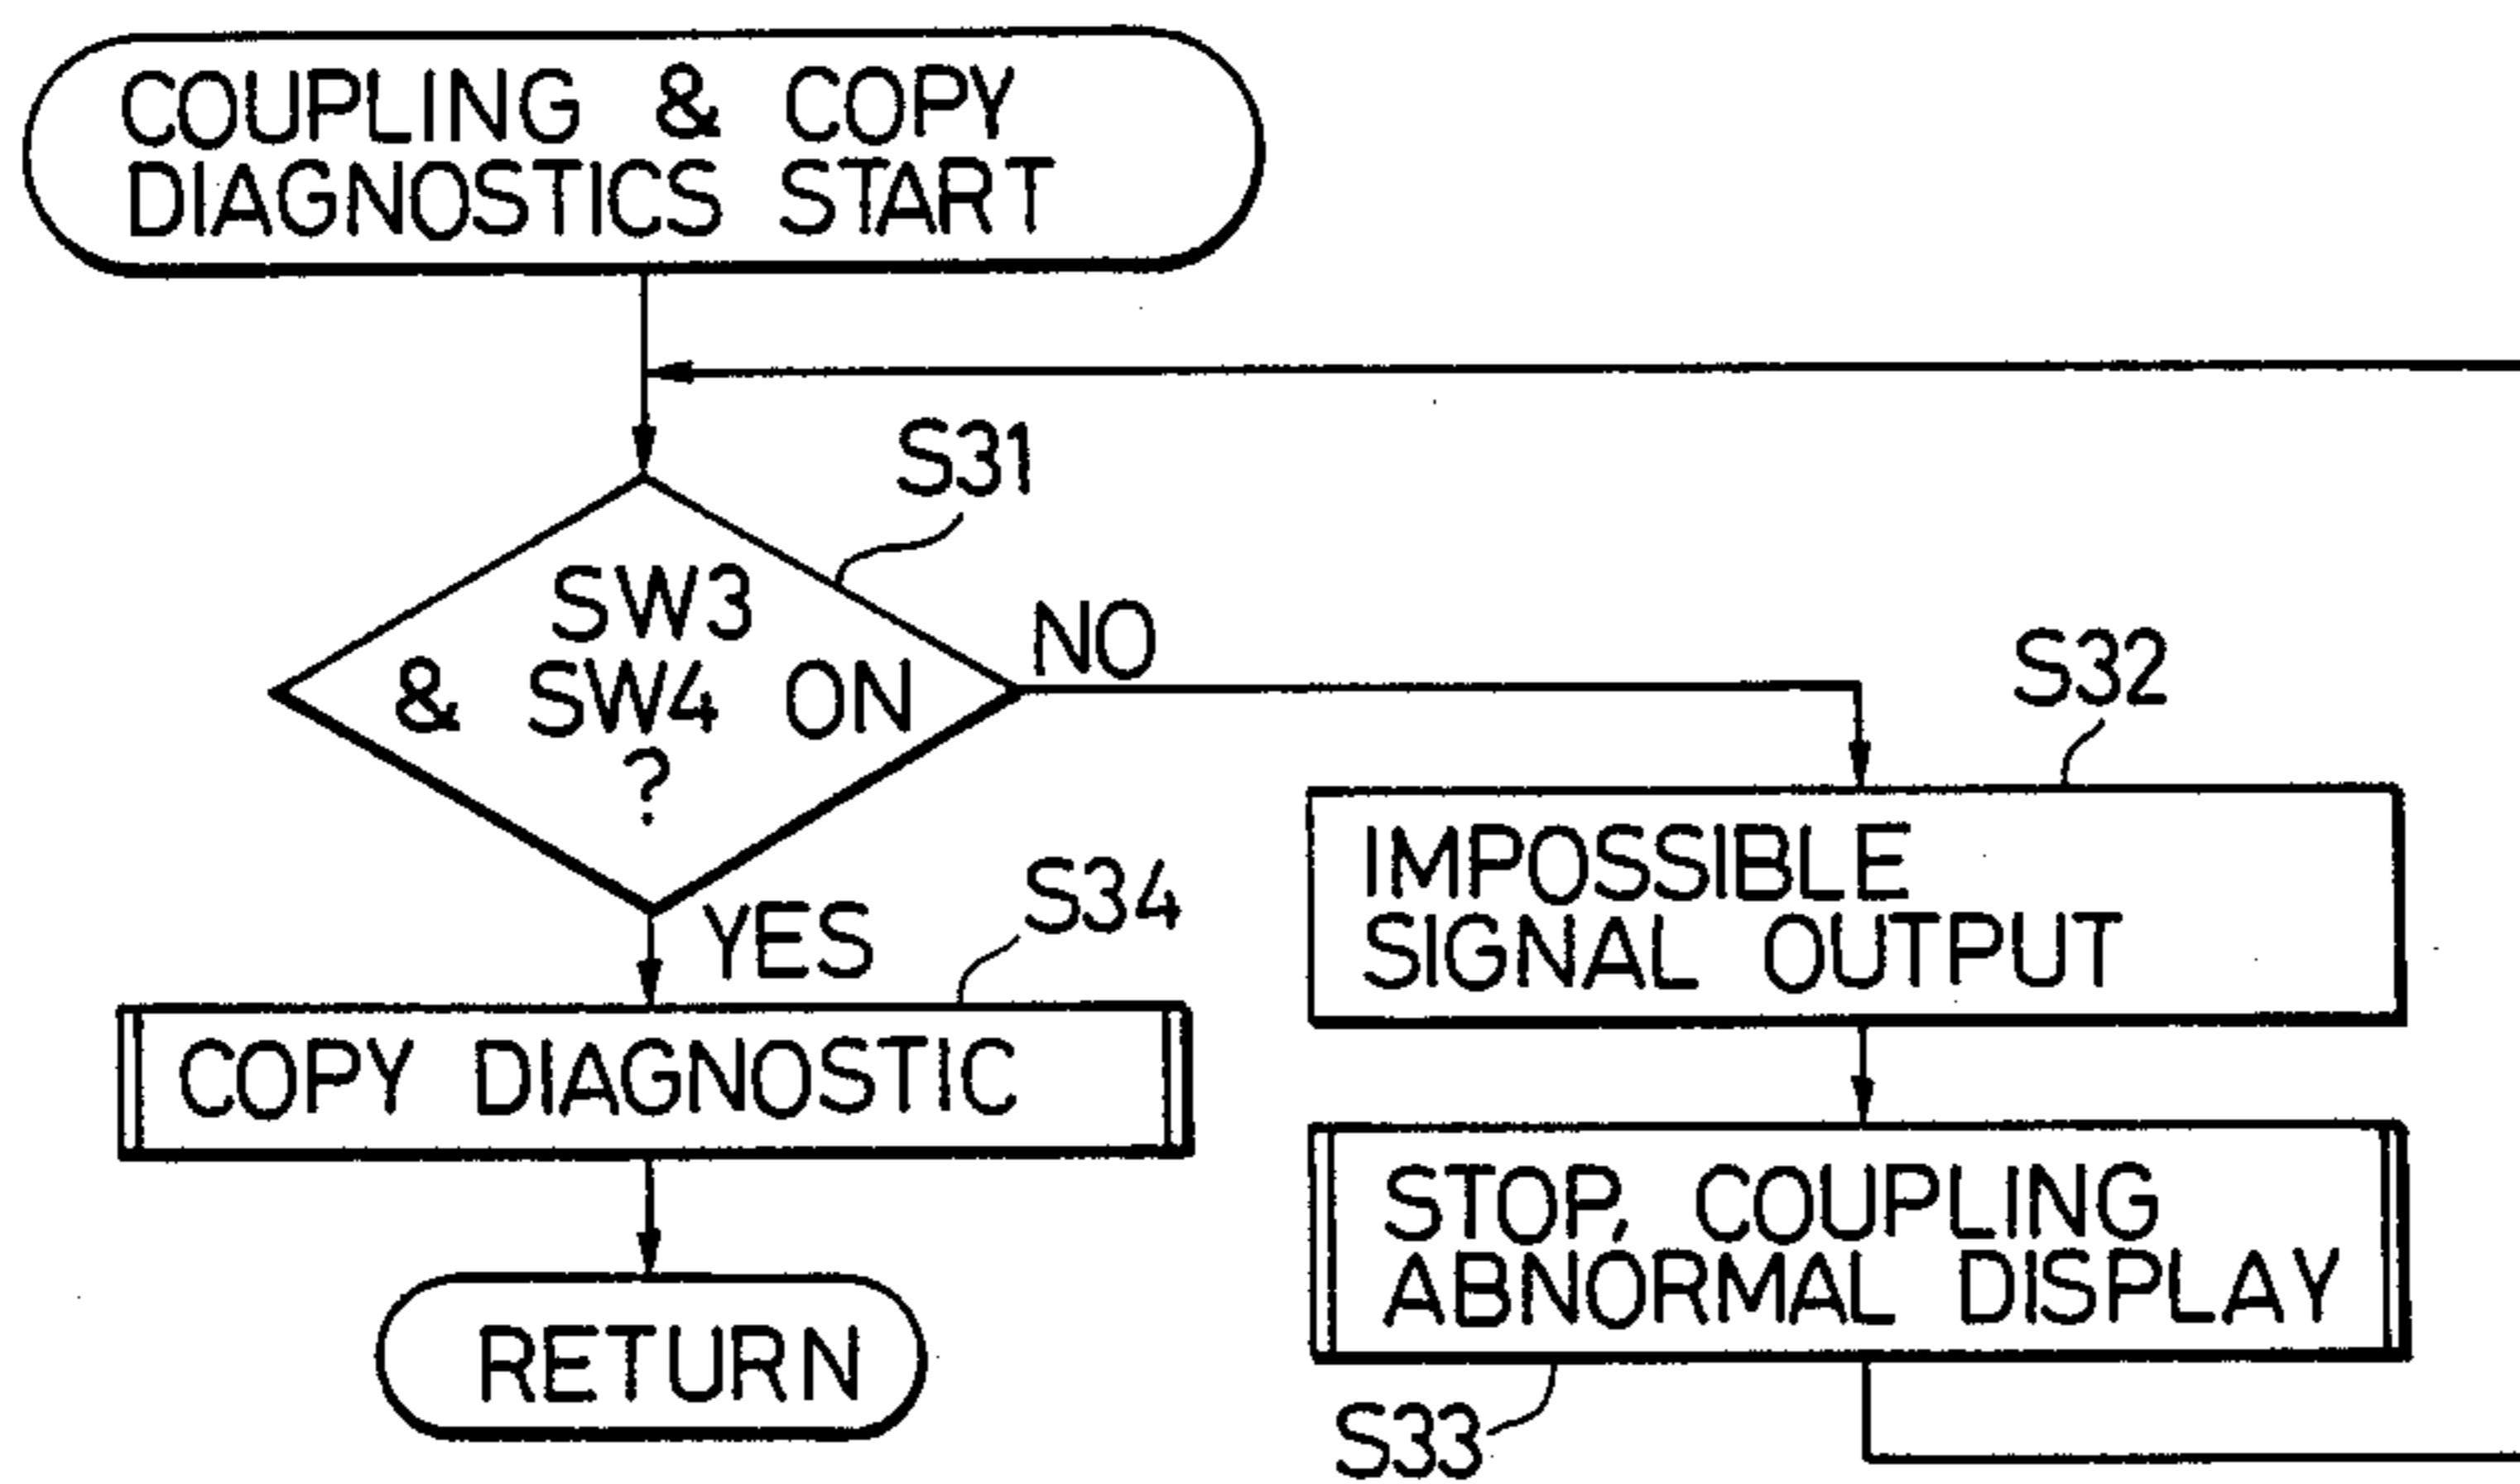 COUPLING & COPY
DIAGNOSTICS START
S31
SW3
& SW4 ON
?
NO
S32
IMPOSSIBLE
SIGNAL OUTPUT
YES
S34
COPY DIAGNOSTIC
STOP, COUPLING
ABNORMAL DISPLAY
S33
RETURN